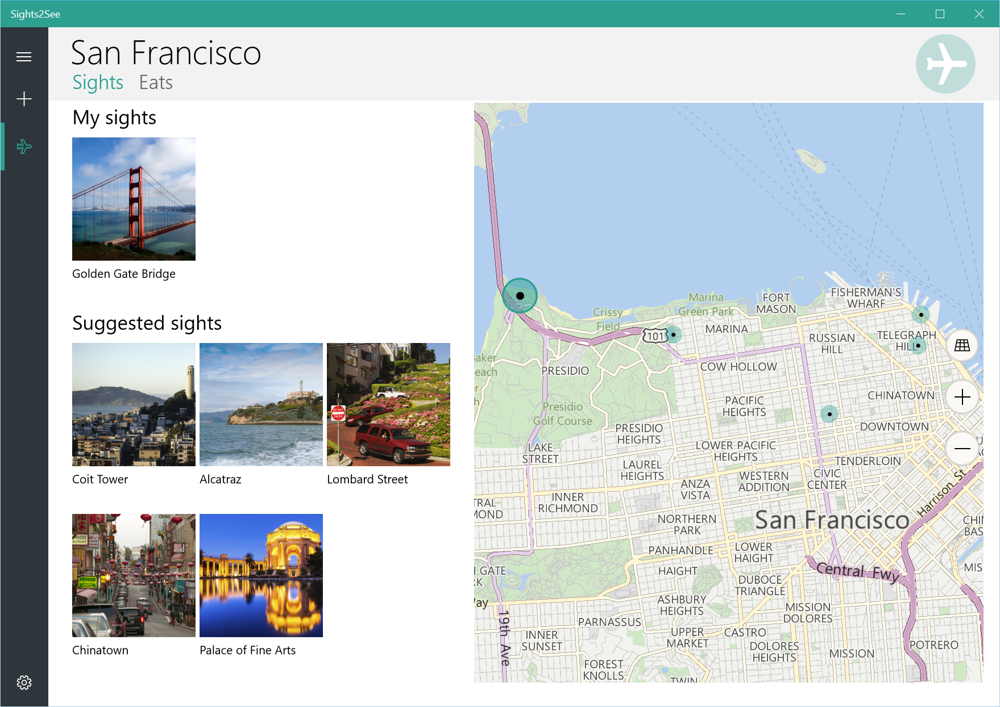 Sights2See
San Francisco
Sights Eats
My sights
Golden Gate Bridge
Suggested sights
Coit Tower
Alcatraz
Lombard Street
DO NOT
ENTER
Chinatown
Palace of Fine Arts
Marina
Green Park
Crissy
Field
FORT
MASON
FISHERMAN'S
WHARF
MARINA
101
RUSSIAN
HILL
TELEGRAPH
HILL
aker
each
PRESIDIO
COW HOLLOW
Presidio
Golf Course
PACIFIC
HEIGHTS
CHINATOWN
PRESIDIO
HEIGHTS
DOWNTOWN
LAKE
STREET
LOWER PACIFIC
HEIGHTS
TENDERLOIN
LAUREL
HEIGHTS
WESTERN
ADDITION
CIVIC
CENTER
ANZA
VISTA
Harrison St
INNER
RICHMOND
TRAL
MOND
NORTHERN
PARK
San Francisco
CHI
BAS
PANHANDLE
LOWER
HAIGHT
N GATE
RK
HAIGHT
Central Fwy
MIS
DUBOCE
TRIANGLE
ay
ASHBURY
HEIGHTS
MISSION
DOLORES
19th Ave
PARNASSUS
INNER
SUNSET
UPPER
MARKET
CASTRO
DOLORES
HEIGHTS
MISSION
POTRERO
FOREST
KNOLLS
TWIN